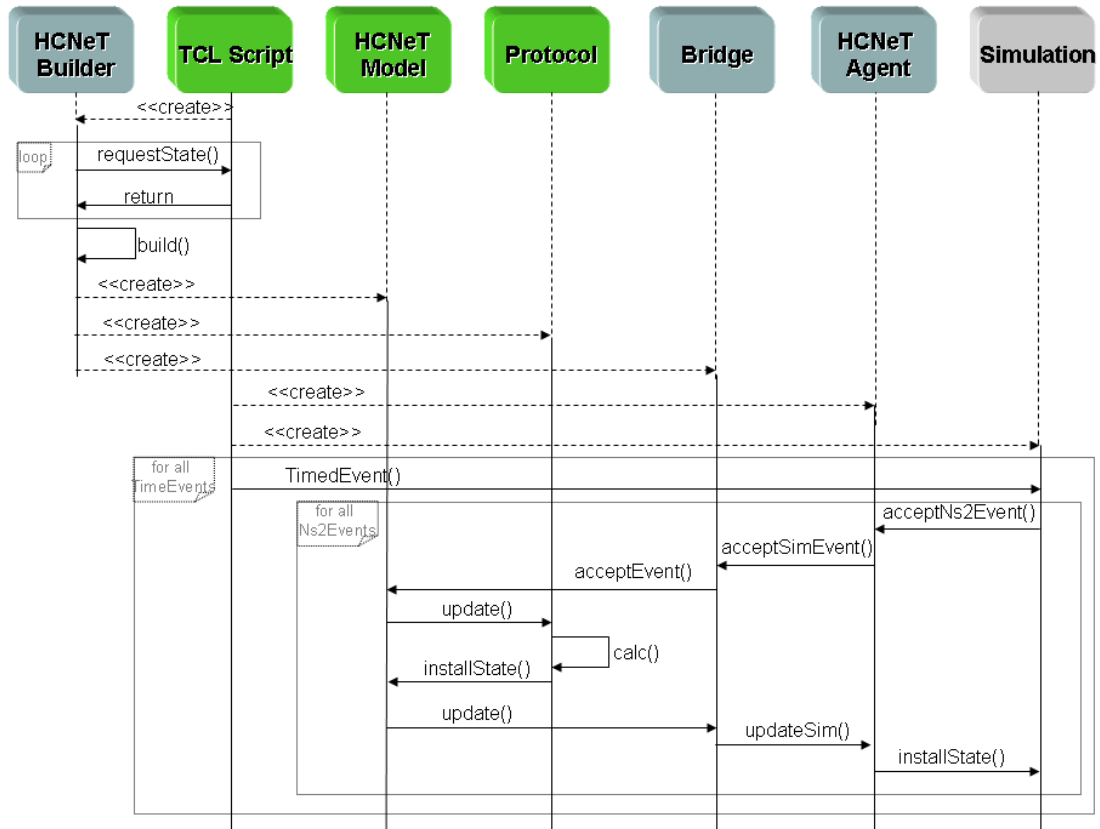 HCNeT
Builder
TCL Script
HCNeT
Model
Protocol
Bridge
HCNeT
Agent
Simulation
<<create>>
loop
requestState()
return
build()
<<create>>
<<create>>
<<create>>
<<create>>
<<create>>
for all
TimeEvents
TimedEvent()
for all
Ns2Events
acceptNs2Event()
acceptSimEvent()
acceptEvent()
update()
calc()
installState()
update()
updateSim()
installState()